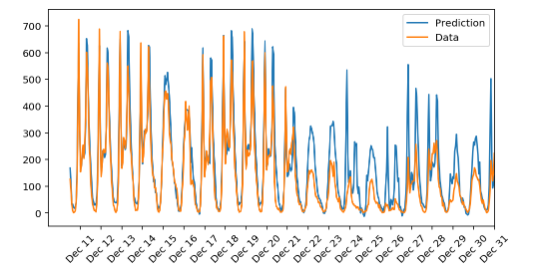 Prediction
Data
700
600
500
400
300
200
100
0
Dec 11
Dec 12
Dec 13
Dec 14
Dec 15
Dec 16
Dec 17
Dec 18
Dec 19
Dec 20
Dec 21
Dec 22
Dec 23
Dec 24
Dec 25
Dec 26
Dec 27
Dec 28
Dec 29
Dec 30
Dec 31